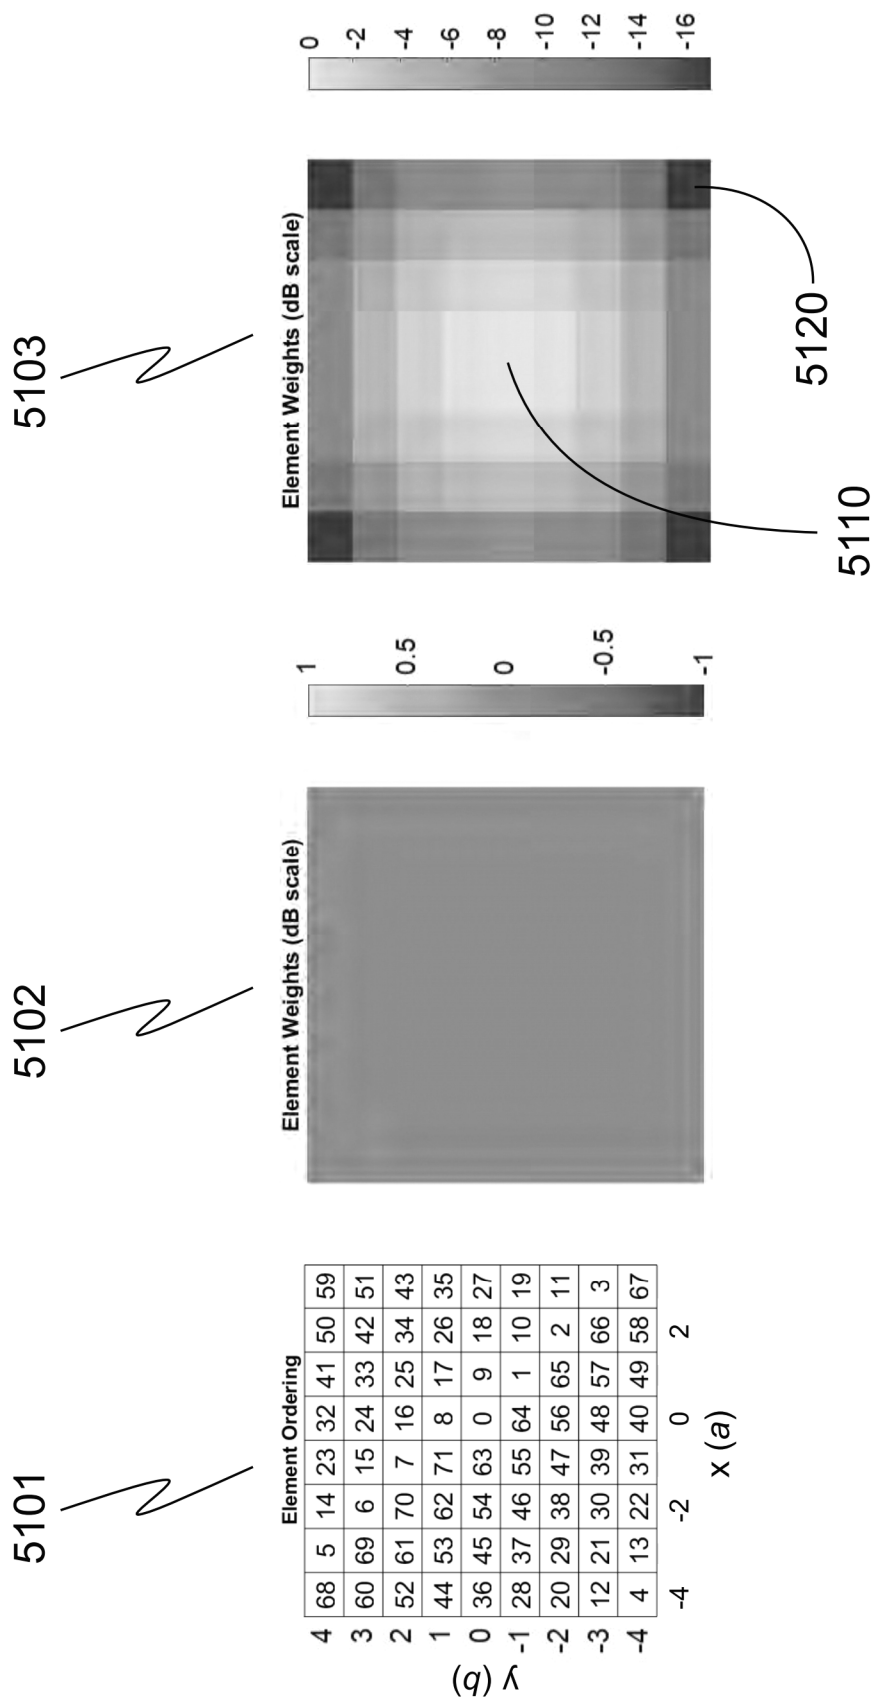 5101
5102
5103
Element Ordering
4 68 5 14 23 32 41 50 59
3 60 69 6 15 24 33 42 51
2 52 61 70 7 16 25 34 43
1 44 53 62 71 8 17 26 35
0 36 45 54 63 0 9 18 27
-1 28 37 46 55 64 1 10 19
-2 20 29 38 47 56 65 2 11
-3 12 21 30 39 48 57 66 3
-4 4 13 22 31 40 49 58 67
-4 -2 0 2
x (a)
y (b)
Element Weights (dB scale)
1
0.5
0
-0.5
-1
Element Weights (dB scale)
0
-2
-4
-6
-8
-10
-12
-14
-16
5110
5120